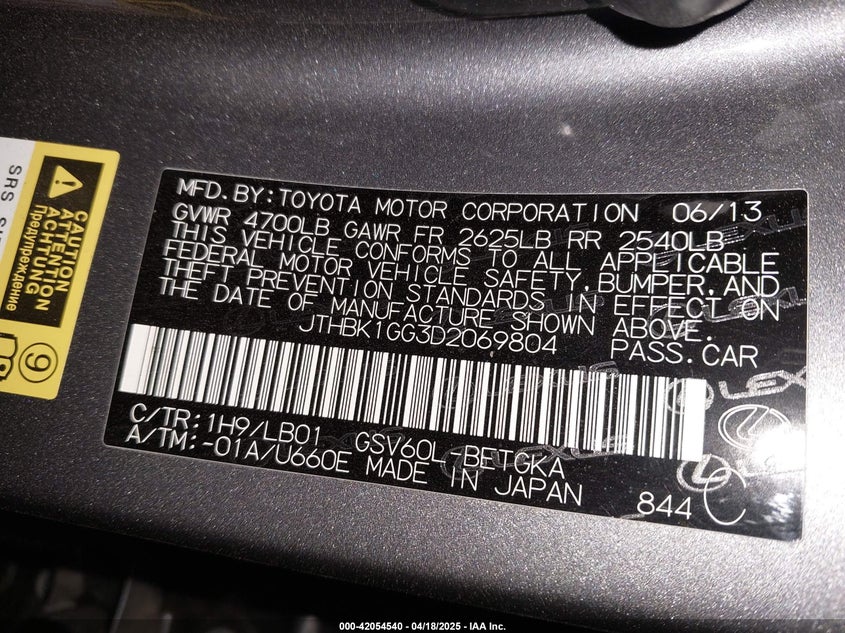 MFD. BY: TOYOTA MOTOR CORPORATION 06/13
GVWR 4700LB GAWR FR 2625LB RR 2540LB
THIS VEHICLE CONFORMS TO ALL APPLICABLE
FEDERAL MOTOR VEHICLE SAFETY, BUMPER, AND
THEFT PREVENTION STANDARDS IN EFFECT ON
THE DATE OF MANUFACTURE SHOWN ABOVE.
JTHBK1GG3D2069804 PASS. CAR
C/TR: 1H9/LB01 GSV60L-BETGKA
A/TM: -01A/U660E MADE IN JAPAN
844C
LEXUS
CAUTION
ATTENTION
ACHTUNG
Предупреждение
SRS
9
000-42054540 - 04/18/2025 - IAA Inc.